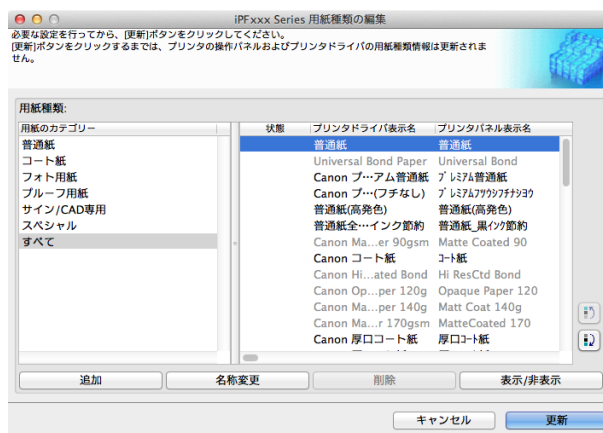 iPFxxx Series 用紙種類の編集
必要な設定を行ってから、[更新]ボタンをクリックしてください。
[更新]ボタンをクリックするまでは、プリンタの操作パネルおよびプリンタドライバの用紙種類情報は更新されま
せん。
用紙種類:
用紙のカテゴリー 状態 プリンタドライバ表示名 プリンタパネル表示名
普通紙 普通紙 普通紙
コート紙 Universal Bond Paper Universal Bond
フォト用紙 Canon プ…アム普通紙 プレミアム普通紙
プルーフ用紙 Canon プ…(フチなし) プレミアムフツウシフチナシヨウ
サイン/CAD専用 普通紙(高発色) 普通紙(高発色)
スペシャル 普通紙全…インク節約 普通紙_黒インク節約
すべて Canon Ma...er 90gsm Matte Coated 90
Canon コート紙 コート紙
Canon Hi...ated Bond Hi ResCtd Bond
Canon Op...per 120g Opaque Paper 120
Canon Ma...per 140g Matt Coat 140g
Canon Ma...r 170gsm MatteCoated 170
Canon 厚口コート紙 厚口コート紙
追加 名称変更 削除 表示/非表示
キャンセル 更新